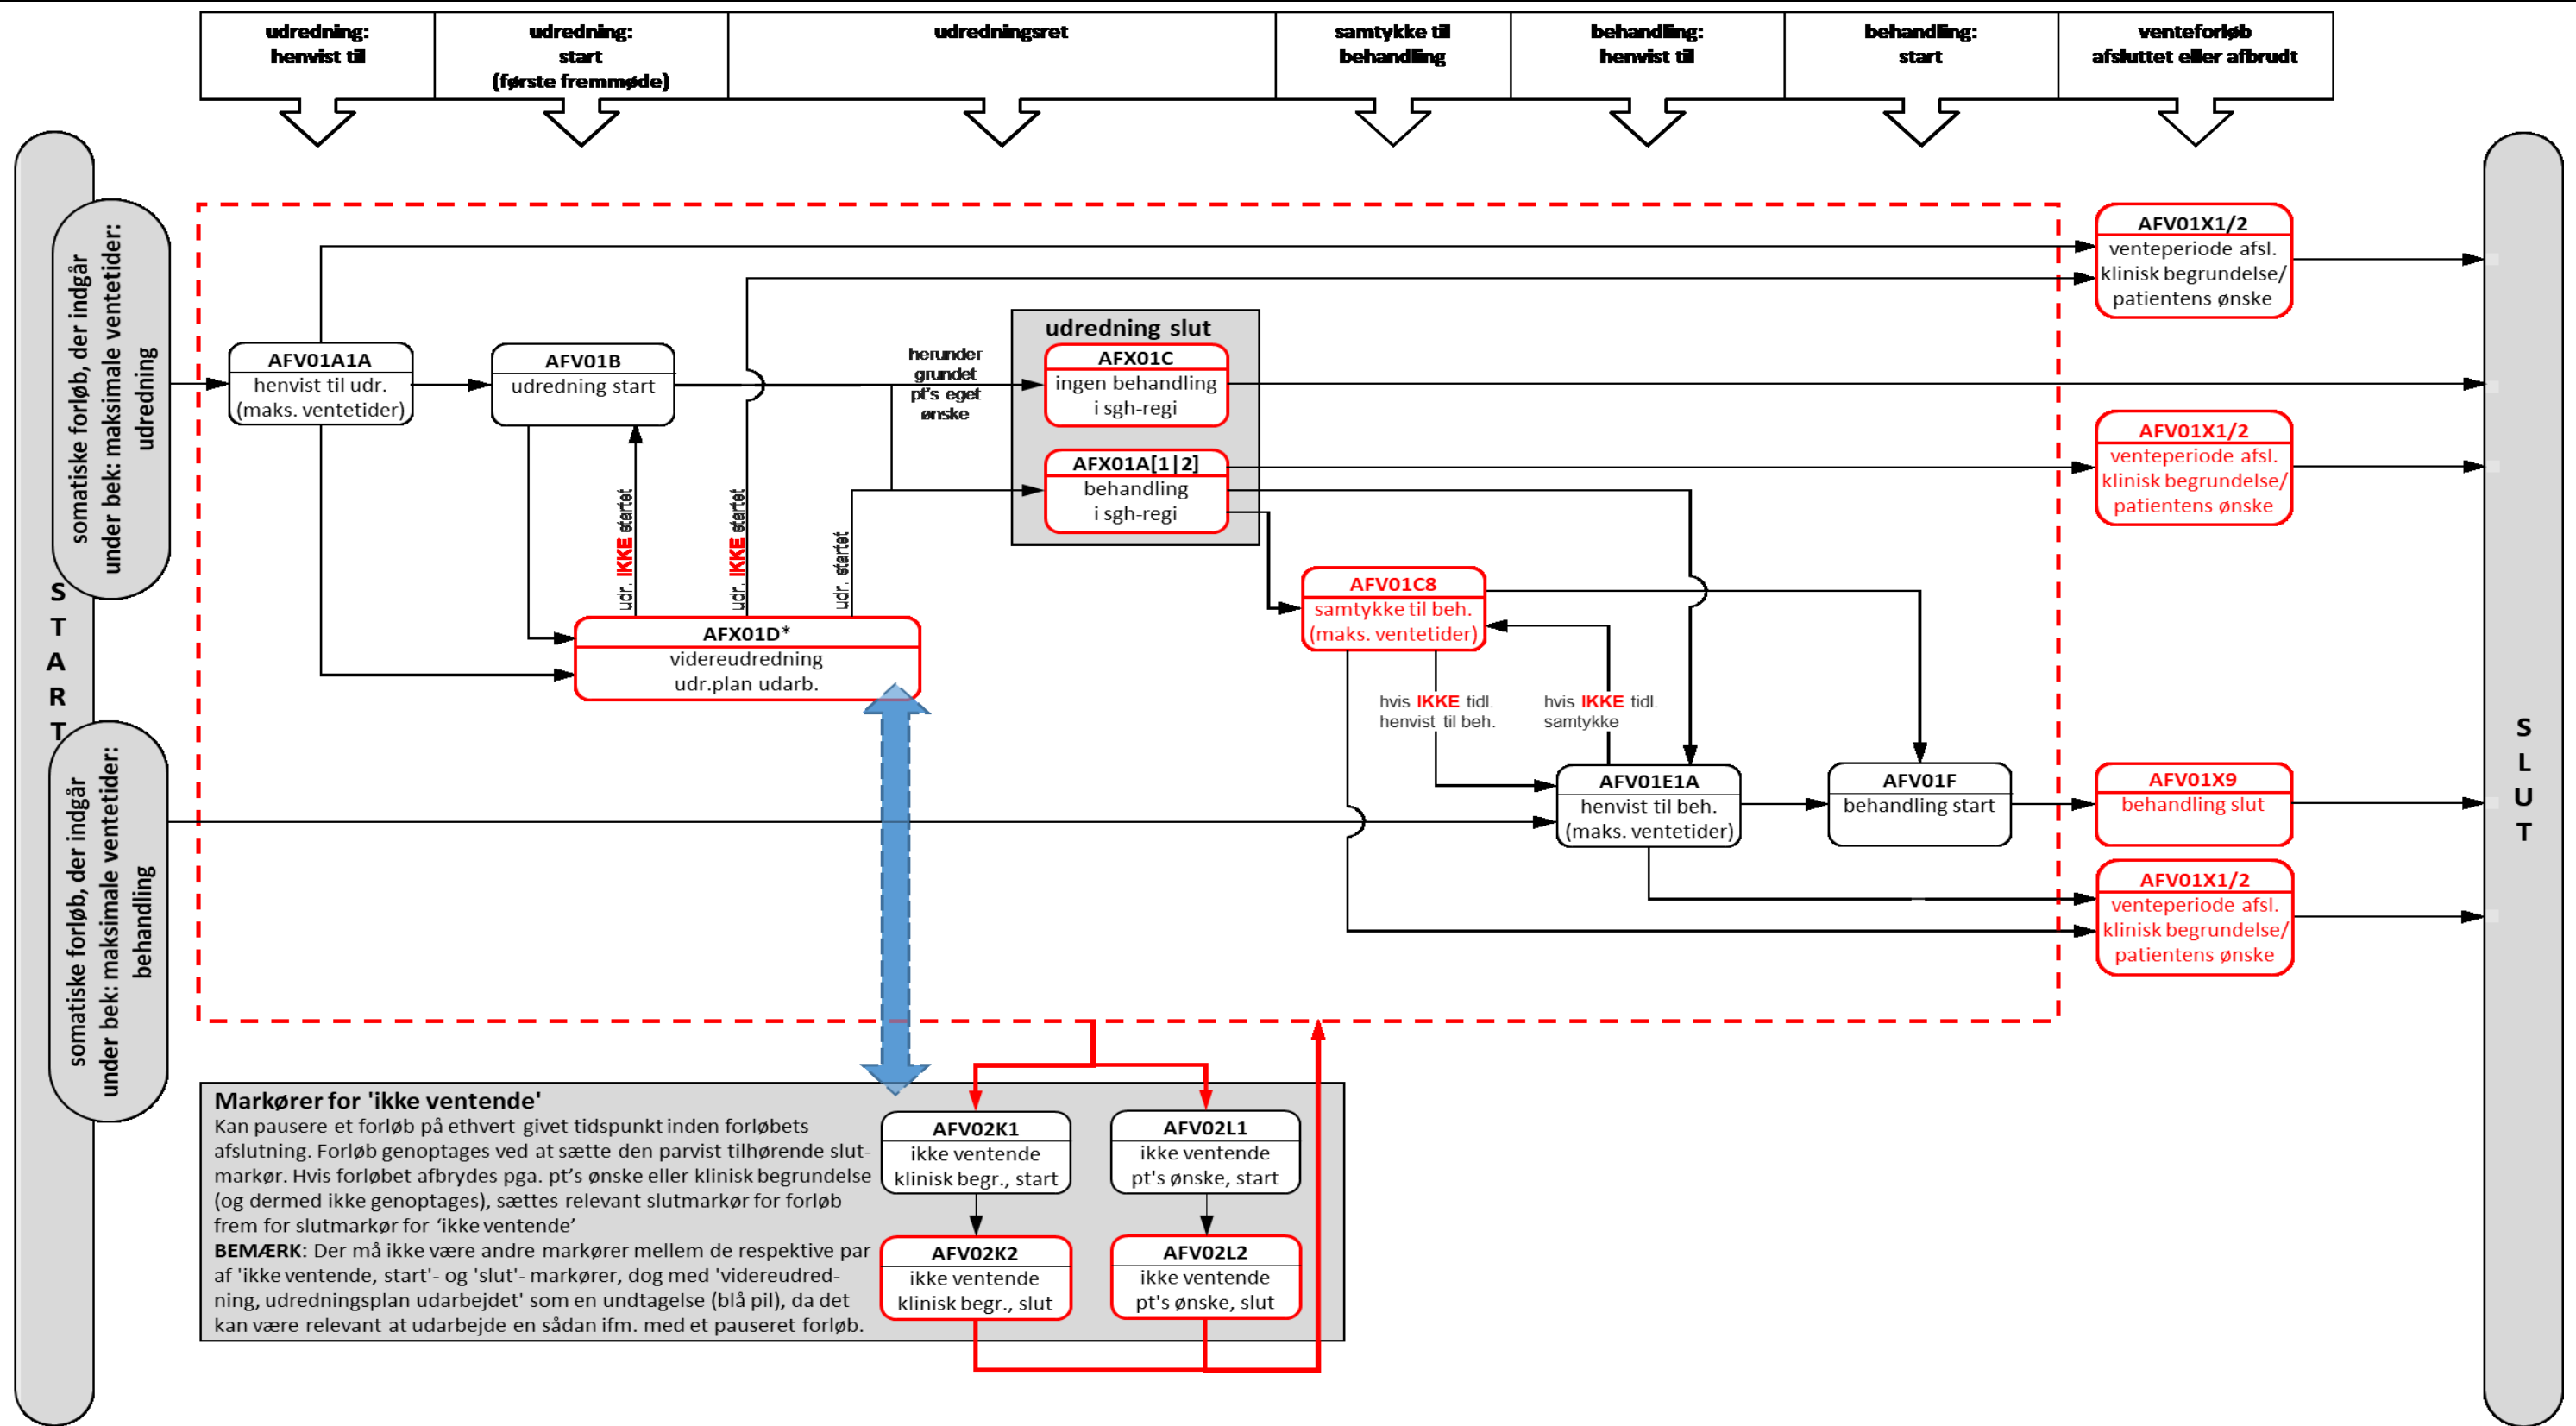 udredning:
henvist til
udredning:
start
(første fremmøde)
udredningsret
samtykke til
behandling
behandling:
henvist til
behandling:
start
venteforløb
afsluttet eller afbrudt
START
somatiske forløb, der indgår
under bek: maksimale ventetider:
udredning
somatiske forløb, der indgår
under bek: maksimale ventetider:
behandling
AFV01A1A
henvist til udr.
(maks. ventetider)
AFV01B
udredning start
herunder
grundet
pt's eget
ønske
udredning slut
AFX01C
ingen behandling
i sgh-regi
AFX01A[1|2]
behandling
i sgh-regi
udr. IKKE startet
udr. IKKE startet
udr. startet
AFX01D*
videreudredning
udr.plan udarb.
AFV01C8
samtykke til beh.
(maks. ventetider)
hvis IKKE tidl.
henvist til beh.
hvis IKKE tidl.
samtykke
AFV01E1A
henvist til beh.
(maks. ventetider)
AFV01F
behandling start
AFV01X1/2
venteperiode afsl.
klinisk begrundelse/
patientens ønske
AFV01X1/2
venteperiode afsl.
klinisk begrundelse/
patientens ønske
AFV01X9
behandling slut
AFV01X1/2
venteperiode afsl.
klinisk begrundelse/
patientens ønske
SLUT
Markører for 'ikke ventende'
Kan pausere et forløb på ethvert givet tidspunkt inden forløbets
afslutning. Forløb genoptages ved at sætte den parvist tilhørende slut-
markør. Hvis forløbet afbrydes pga. pt’s ønske eller klinisk begrundelse
(og dermed ikke genoptages), sættes relevant slutmarkør for forløb
frem for slutmarkør for ‘ikke ventende’
BEMÆRK: Der må ikke være andre markører mellem de respektive par
af 'ikke ventende, start'- og 'slut'- markører, dog med 'videreudred-
ning, udredningsplan udarbejdet' som en undtagelse (blå pil), da det
kan være relevant at udarbejde en sådan ifm. med et pauseret forløb.
AFV02K1
ikke ventende
klinisk begr., start
AFV02L1
ikke ventende
pt's ønske, start
AFV02K2
ikke ventende
klinisk begr., slut
AFV02L2
ikke ventende
pt's ønske, slut